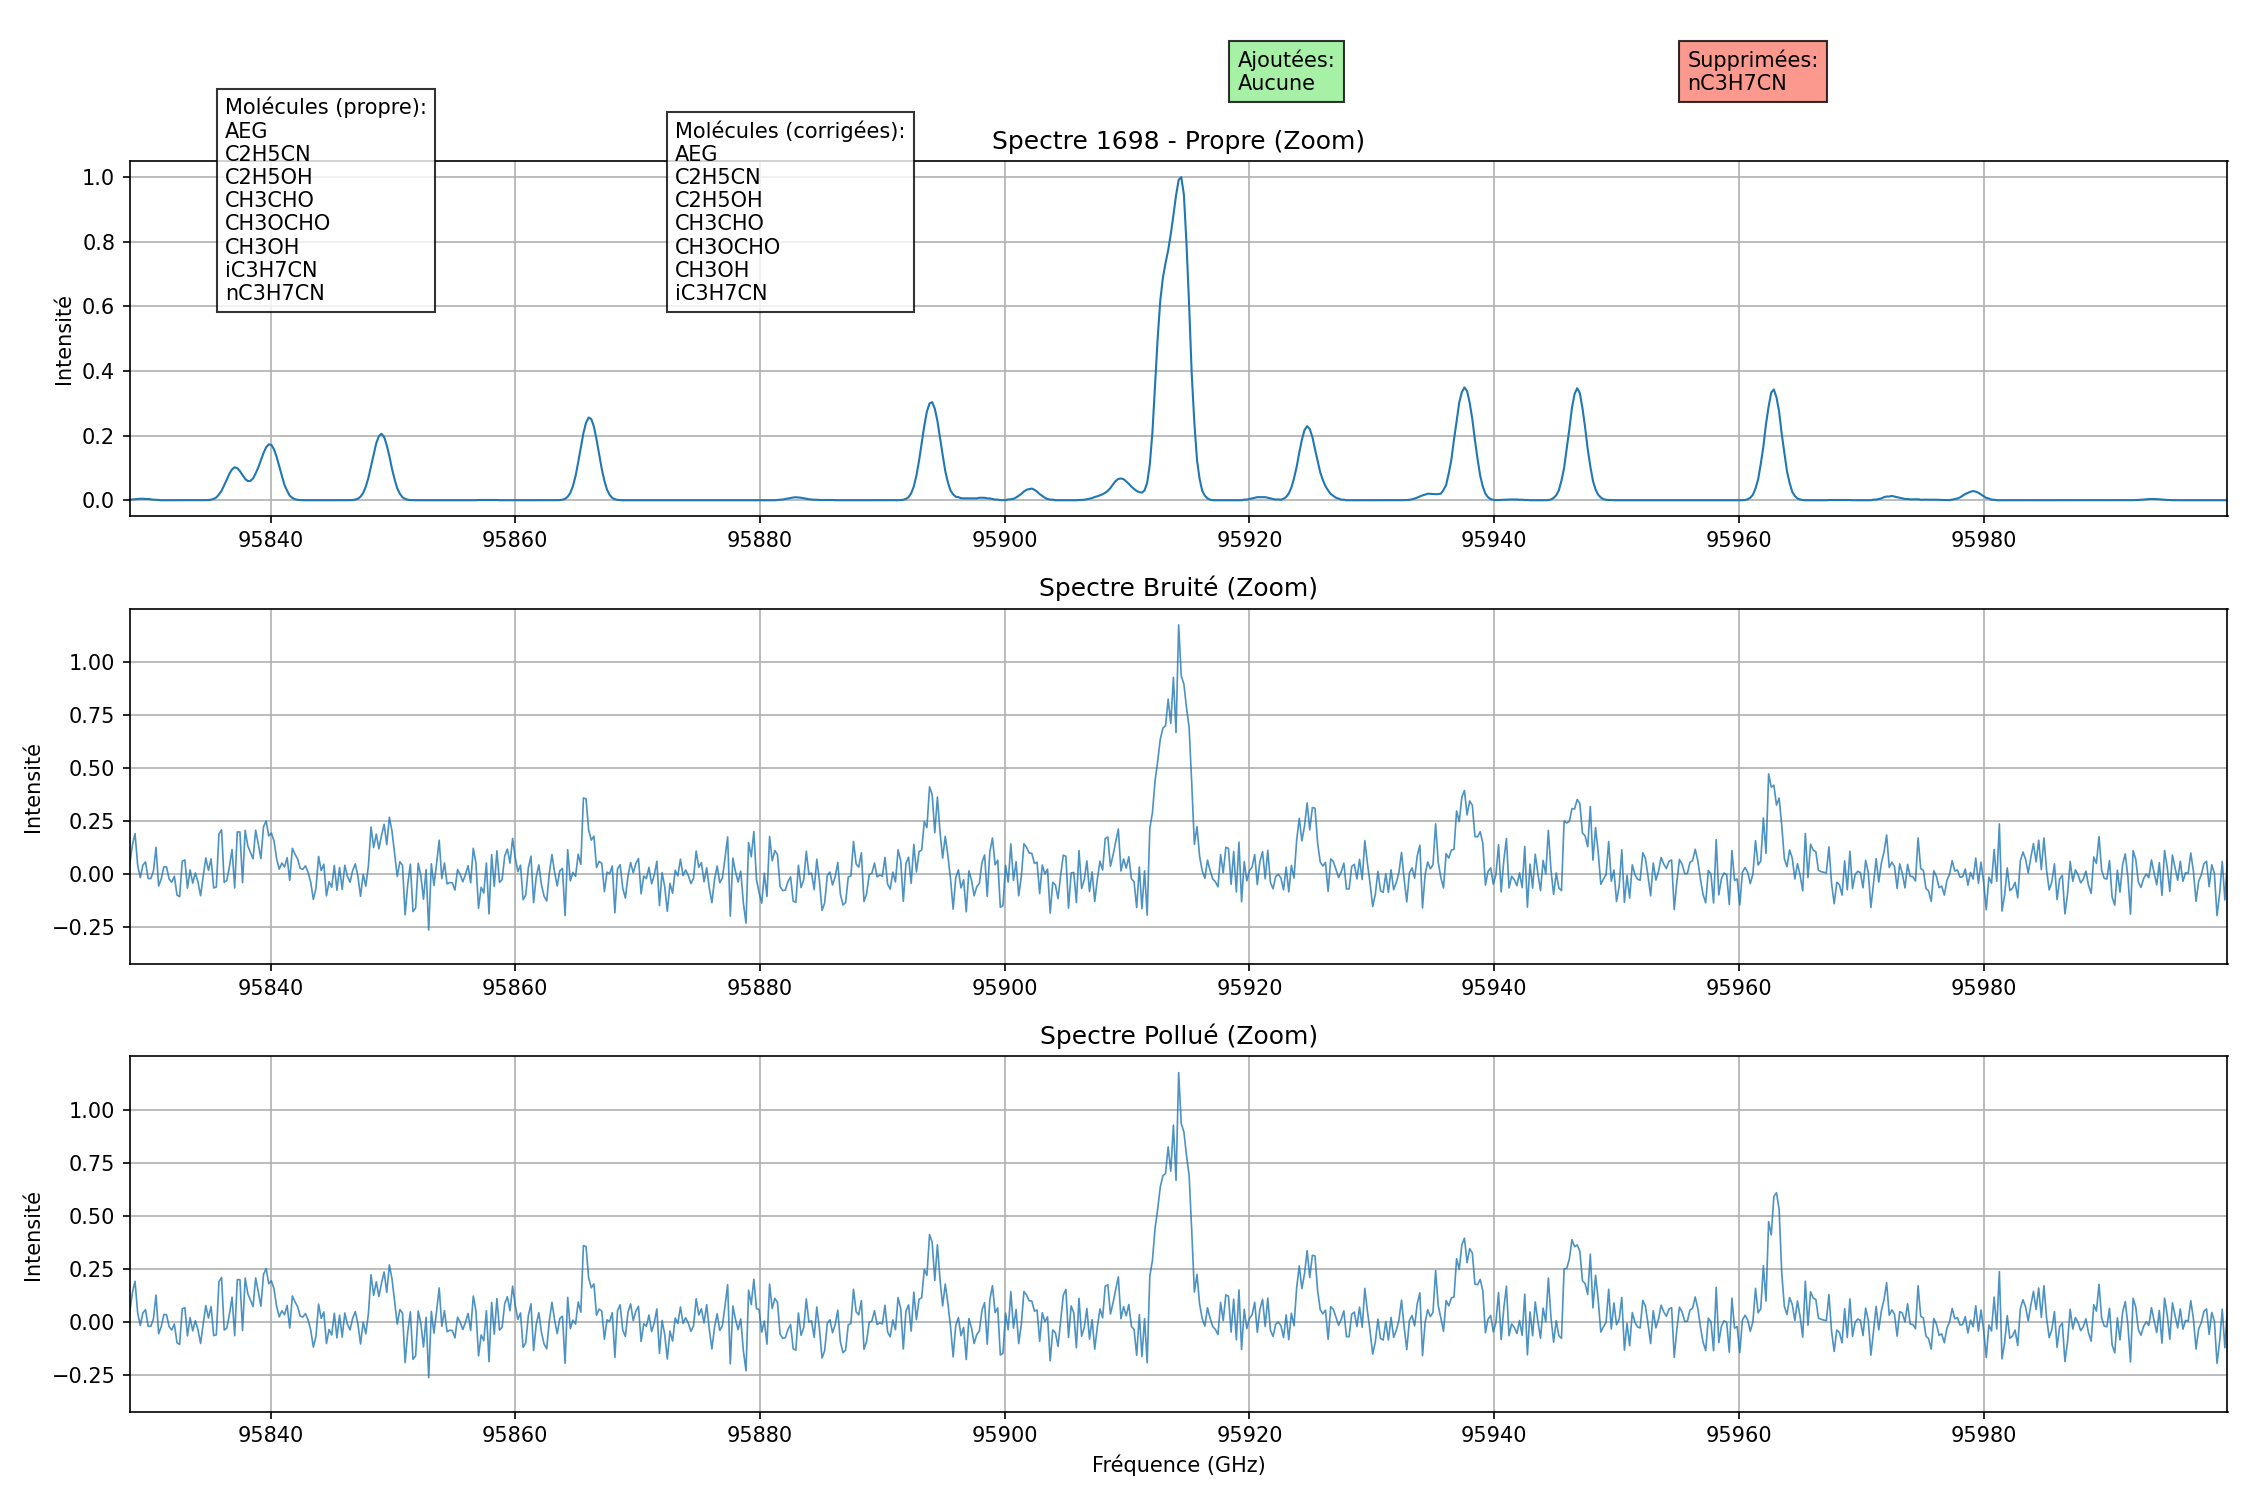 Ajoutées:
Aucune
Supprimées:
nC3H7CN
Molécules (propre):
AEG
C2H5CN
C2H5OH
CH3CHO
CH3OCHO
CH3OH
iC3H7CN
nC3H7CN
Molécules (corrigées):
AEG
C2H5CN
C2H5OH
CH3CHO
CH3OCHO
CH3OH
iC3H7CN
Spectre 1698 - Propre (Zoom)
Intensité
1.0
0.8
0.6
0.4
0.2
0.0
95840 95860 95880 95900 95920 95940 95960 95980
Spectre Bruité (Zoom)
Intensité
1.00
0.75
0.50
0.25
0.00
−0.25
95840 95860 95880 95900 95920 95940 95960 95980
Spectre Pollué (Zoom)
Intensité
1.00
0.75
0.50
0.25
0.00
−0.25
95840 95860 95880 95900 95920 95940 95960 95980
Fréquence (GHz)